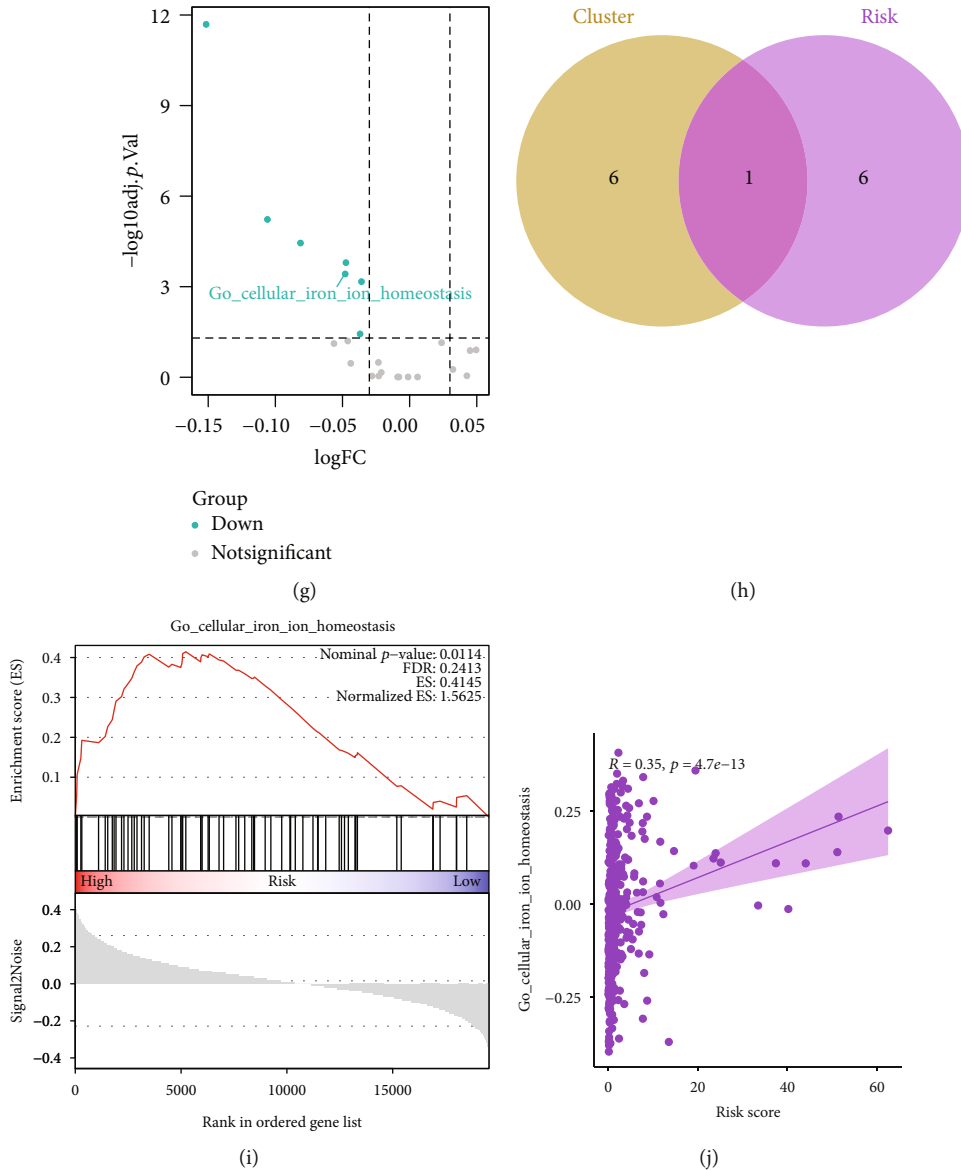 12
9
6
3
0
−log10adj.p.Val
Go_cellular_iron_ion_homeostasis
−0.15
−0.10
−0.05
0.00
0.05
logFC
Group
Down
Notsignificant
(g)
Cluster
Risk
6
1
6
(h)
Go_cellular_iron_ion_homeostasis
Nominal p−value: 0.0114
FDR: 0.2413
ES: 0.4145
Normalized ES: 1.5625
Enrichment score (ES)
0.4
0.3
0.2
0.1
High
Risk
Low
Signal2Noise
0.4
0.2
0.0
−0.2
−0.4
0
5000
10000
15000
Rank in ordered gene list
(i)
R = 0.35, p = 4.7e−13
Go_cellular_iron_ion_homeostasis
0.25
0.00
−0.25
0
20
40
60
Risk score
(j)